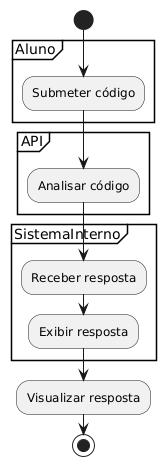 Aluno
Submeter código
API
Analisar código
SistemaInterno
Receber resposta
Exibir resposta
Visualizar resposta